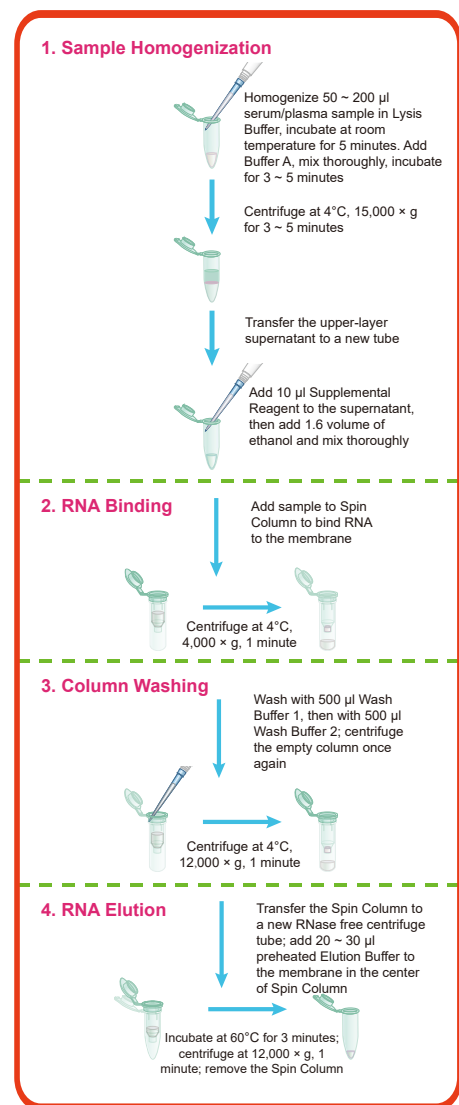 1. Sample Homogenization
Homogenize 50 ~ 200 µl
serum/plasma sample in Lysis
Buffer, incubate at room
temperature for 5 minutes. Add
Buffer A, mix thoroughly, incubate
for 3 ~ 5 minutes
Centrifuge at 4°C, 15,000 × g
for 3 ~ 5 minutes
Transfer the upper-layer
supernatant to a new tube
Add 10 µl Supplemental
Reagent to the supernatant,
then add 1.6 volume of
ethanol and mix thoroughly
2. RNA Binding
Add sample to Spin
Column to bind RNA
to the membrane
Centrifuge at 4°C,
4,000 × g, 1 minute
3. Column Washing
Wash with 500 µl Wash
Buffer 1, then with 500 µl
Wash Buffer 2; centrifuge
the empty column once
again
Centrifuge at 4°C,
12,000 × g, 1 minute
4. RNA Elution
Transfer the Spin Column to
a new RNase free centrifuge
tube; add 20 ~ 30 µl
preheated Elution Buffer to
the membrane in the center
of Spin Column
Incubate at 60°C for 3 minutes;
centrifuge at 12,000 × g, 1
minute; remove the Spin Column